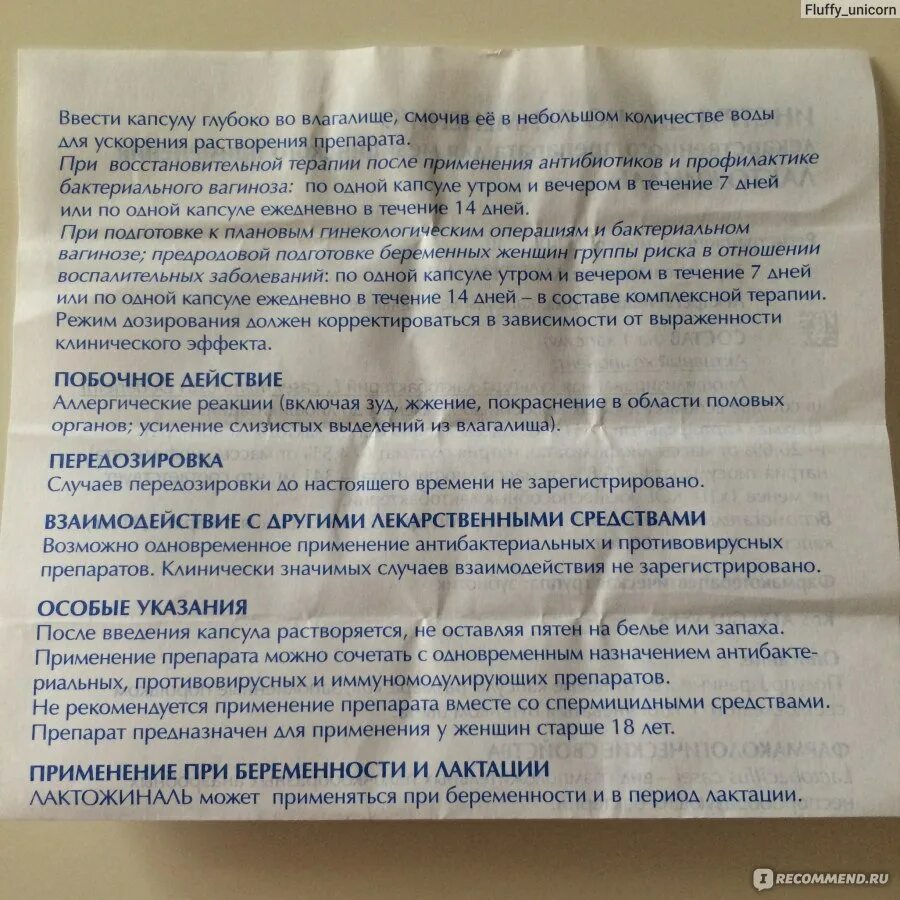 Fluffy_unicorn
Ввести капсулу глубоко во влагалище, смочив её в небольшом количестве воды
для ускорения растворения препарата.
При восстановительной терапии после применения антибиотиков и профилактике
бактериального вагиноза: по одной капсуле утром и вечером в течение 7 дней
или по одной капсуле ежедневно в течение 14 дней.
При подготовке к плановым гинекологическим операциям и бактериальном
вагинозе; предродовой подготовке беременных женщин группы риска в отношении
воспалительных заболеваний: по одной капсуле утром и вечером в течение 7 дней
или по одной капсуле ежедневно в течение 14 дней – в составе комплексной терапии.
Режим дозирования должен корректироваться в зависимости от выраженности
клинического эффекта.
ПОБОЧНОЕ ДЕЙСТВИЕ
Аллергические реакции (включая зуд, жжение, покраснение в области половых
органов; усиление слизистых выделений из влагалища).
ПЕРЕДОЗИРОВКА
Случаев передозировки до настоящего времени не зарегистрировано.
ВЗАИМОДЕЙСТВИЕ С ДРУГИМИ ЛЕКАРСТВЕННЫМИ СРЕДСТВАМИ
Возможно одновременное применение антибактериальных и противовирусных
препаратов. Клинически значимых случаев взаимодействия не зарегистрировано.
ОСОБЫЕ УКАЗАНИЯ
После введения капсула растворяется, не оставляя пятен на белье или запаха.
Применение препарата можно сочетать с одновременным назначением антибакте-
риальных, противовирусных и иммуномодулирующих препаратов.
Не рекомендуется применение препарата вместе со спермицидными средствами.
Препарат предназначен для применения у женщин старше 18 лет.
ПРИМЕНЕНИЕ ПРИ БЕРЕМЕННОСТИ И ЛАКТАЦИИ
ЛАКТОЖИНАЛЬ может применяться при беременности и в период лактации.
I RECOMMEND.RU